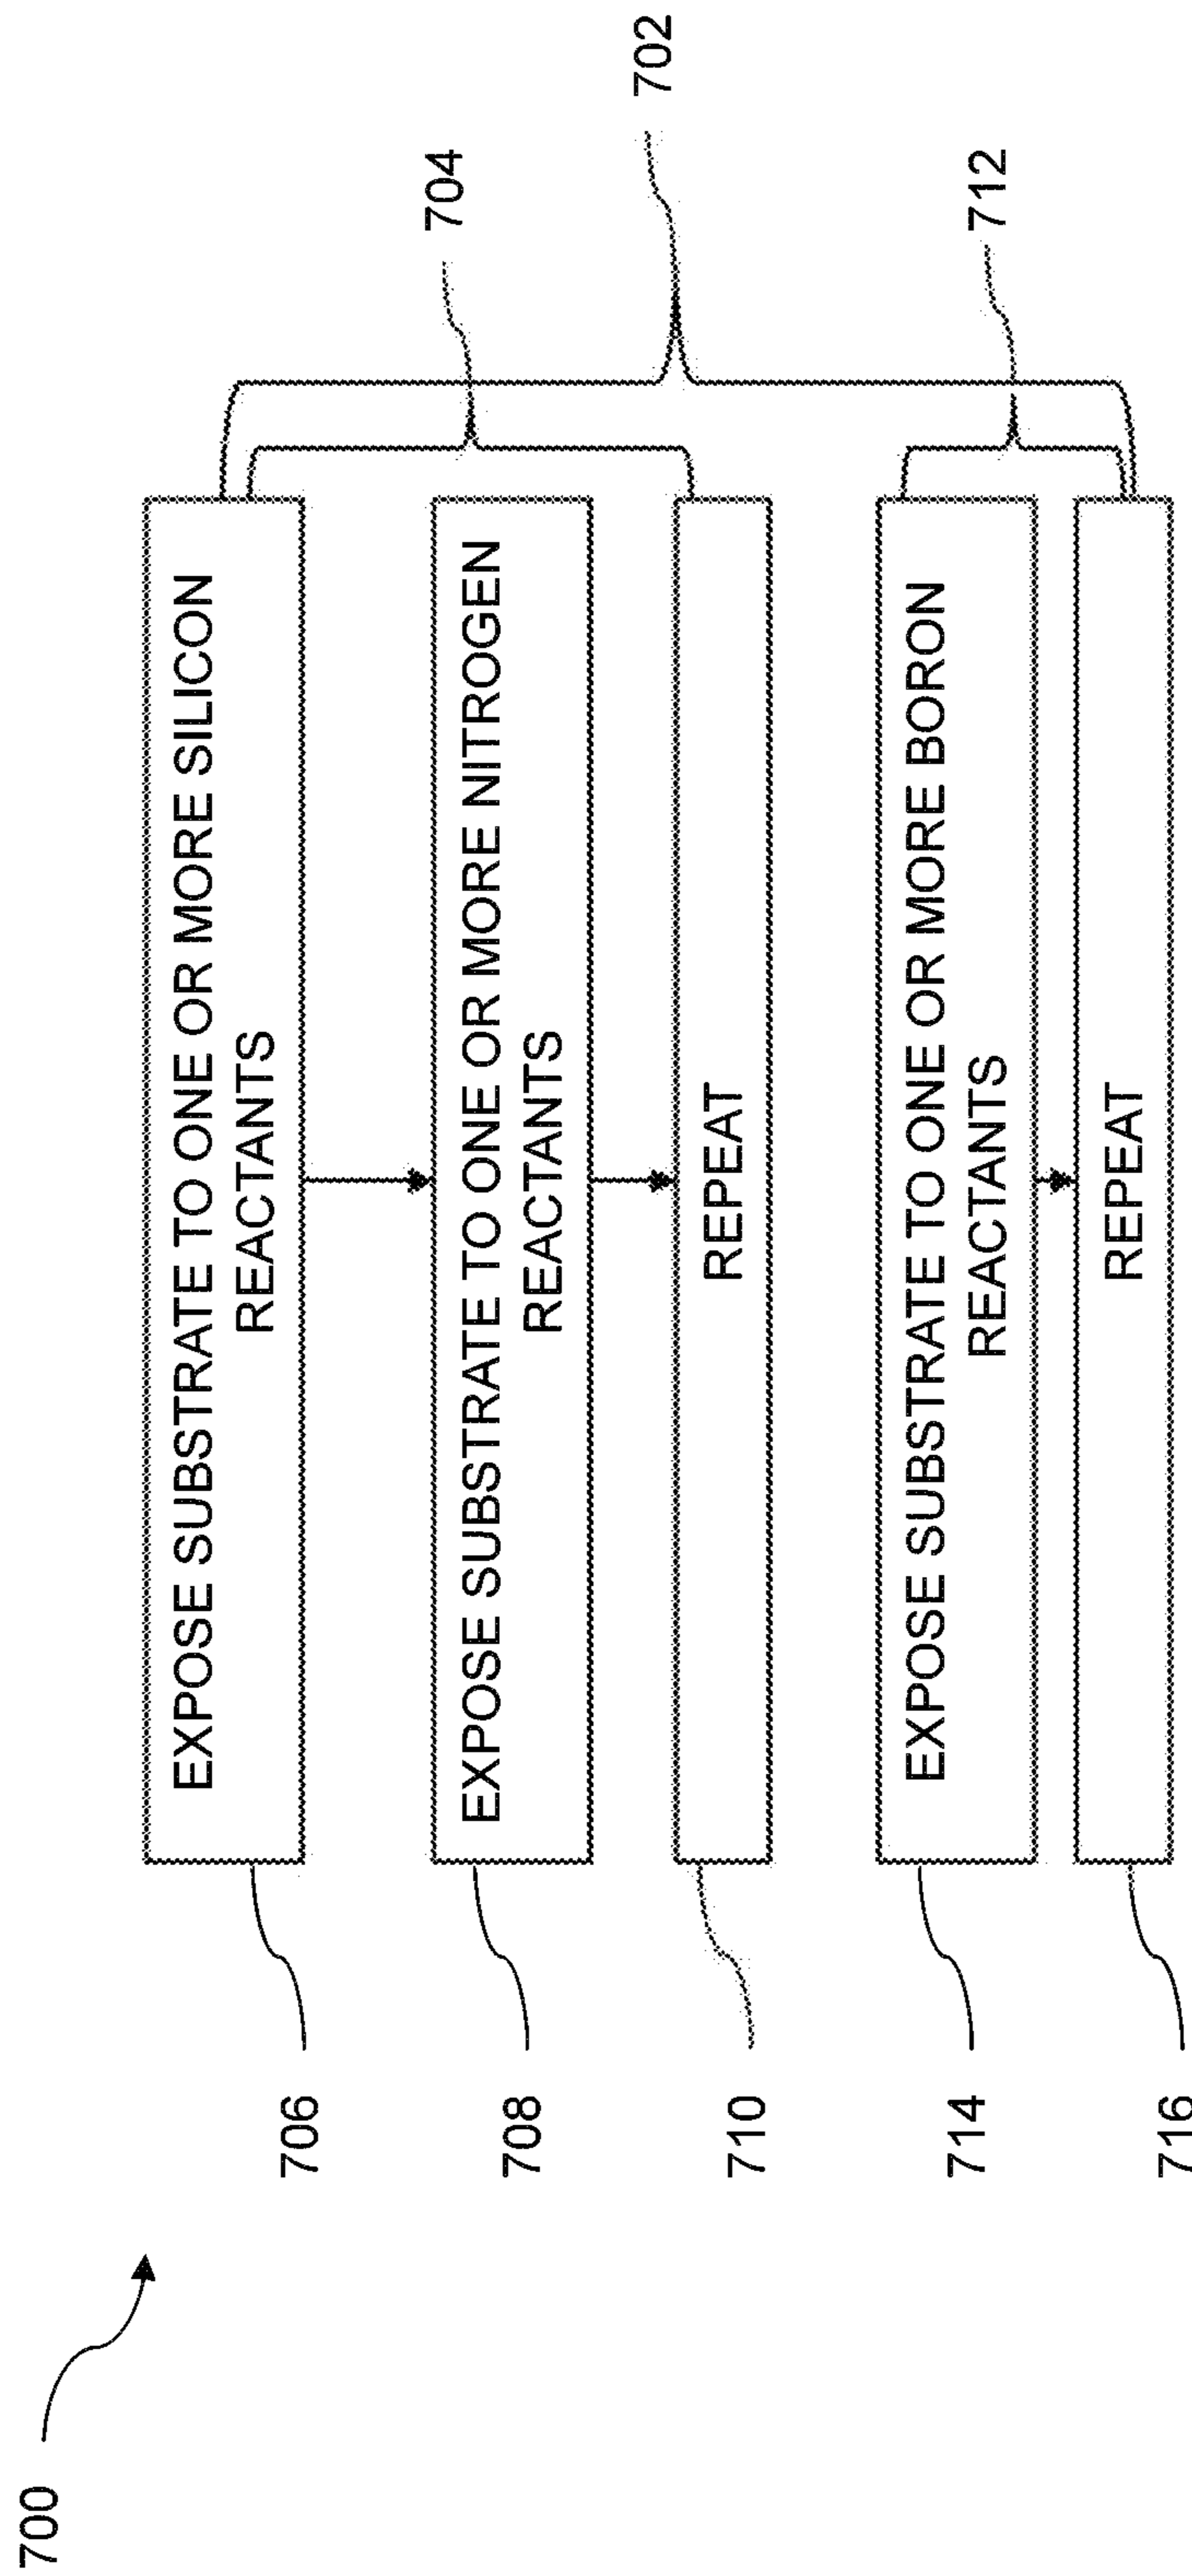 700
706
EXPOSE SUBSTRATE TO ONE OR MORE SILICON
REACTANTS
704
702
708
EXPOSE SUBSTRATE TO ONE OR MORE NITROGEN
REACTANTS
710
REPEAT
714
EXPOSE SUBSTRATE TO ONE OR MORE BORON
REACTANTS
712
716
REPEAT